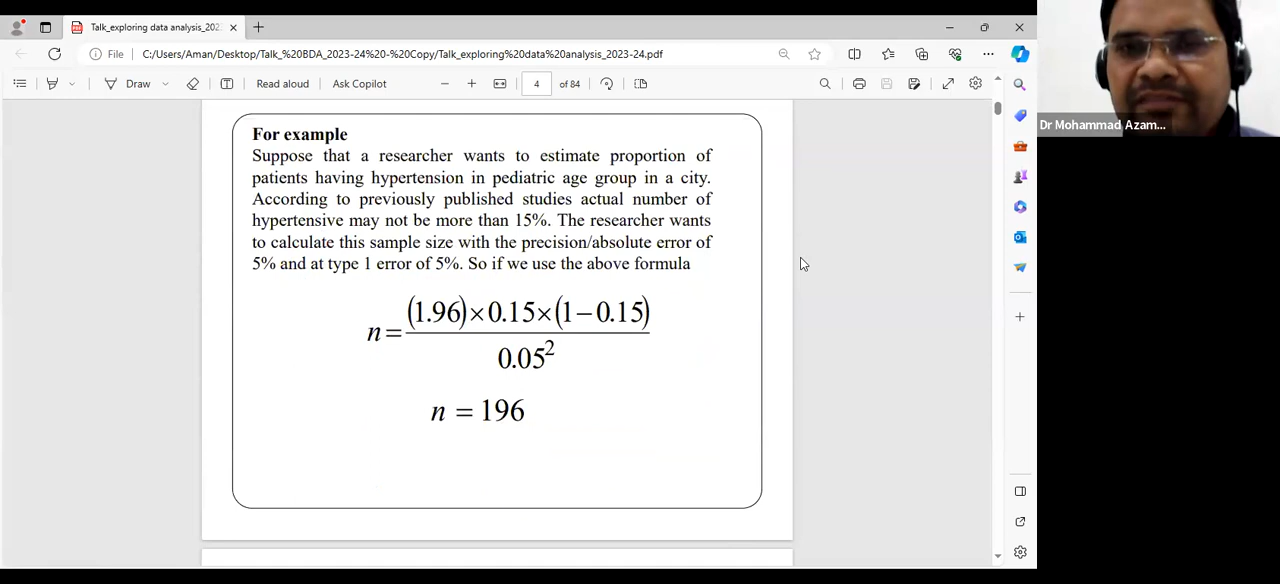 Talk_exploring data analysis_202
File
C:/Users/Aman/Desktop/Talk_%20BDA_2023-24%20-%20Copy/Talk_exploring%20data%20analysis_2023-24.pdf
Draw
Read aloud
Ask Copilot
4
of 84
Dr Mohammad Azam...
For example
Suppose that a researcher wants to estimate proportion of
patients having hypertension in pediatric age group in a city.
According to previously published studies actual number of
hypertensive may not be more than 15%. The researcher wants
to calculate this sample size with the precision/absolute error of
5% and at type 1 error of 5%. So if we use the above formula
n = (1.96)×0.15×(1−0.15)
0.05²
n = 196